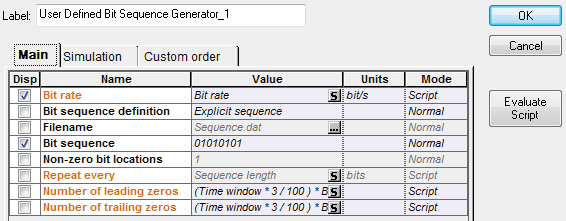 Label: User Defined Bit Sequence Generator_1 OK
Cancel
Main Simulation Custom order
Disp Name Value Units Mode
Bit rate Bit rate S bit/s Script
Bit sequence definition Explicit sequence Normal
Filename Sequence.dat ... Normal
Bit sequence 01010101 Normal
Non-zero bit locations 1 Normal
Repeat every Sequence length S bits Script
Number of leading zeros (Time window * 3 / 100 ) * B S Script
Number of trailing zeros (Time window * 3 / 100 ) * B S Script
Evaluate
Script